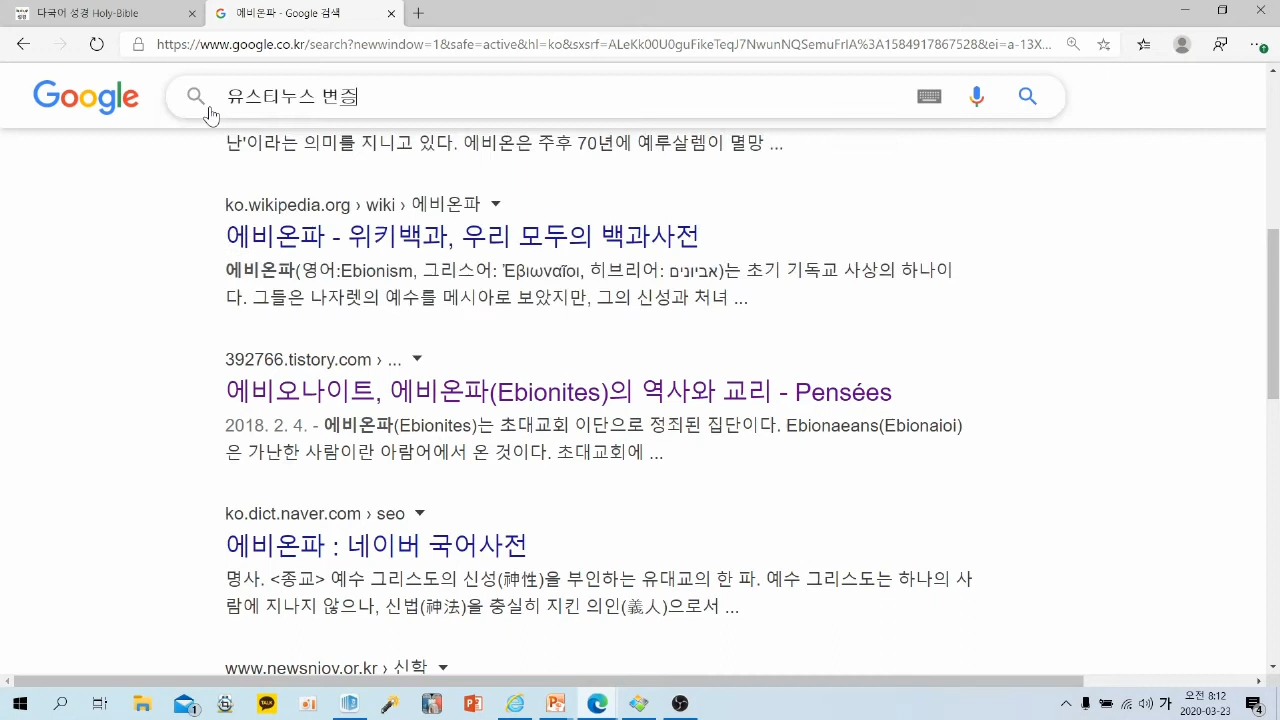 다국어 성경 Holy-Bible
에비온파 - Google 검색
https://www.google.co.kr/search?newwindow=1&safe=active&hl=ko&sxsrf=ALeKk00U0guFikeTeqJ7NwunNQSemuFrIA%3A1584917867528&ei=a-13X...
Google
유스티누스 변증
난'이라는 의미를 지니고 있다. 에비온은 주후 70년에 예루살렘이 멸망 ...
ko.wikipedia.org › wiki › 에비온파
에비온파 - 위키백과, 우리 모두의 백과사전
에비온파(영어:Ebionism, 그리스어: Ἐβιωναῖοι, 히브리어: אביונים)는 초기 기독교 사상의 하나이
다. 그들은 나자렛의 예수를 메시아로 보았지만, 그의 신성과 처녀 ...
392766.tistory.com › ...
에비오나이트, 에비온파(Ebionites)의 역사와 교리 - Pensées
2018. 2. 4. - 에비온파(Ebionites)는 초대교회 이단으로 정죄된 집단이다. Ebionaeans(Ebionaioi)
은 가난한 사람이란 아람어에서 온 것이다. 초대교회에 ...
ko.dict.naver.com › seo
에비온파 : 네이버 국어사전
명사. <종교> 예수 그리스도의 신성(神性)을 부인하는 유대교의 한 파. 예수 그리스도는 하나의 사
람에 지나지 않으나, 신법(神法)을 충실히 지킨 의인(義人)으로서 ...
www.newsnjoy.or.kr › 신학
가
오전 8:12
2020-03-23